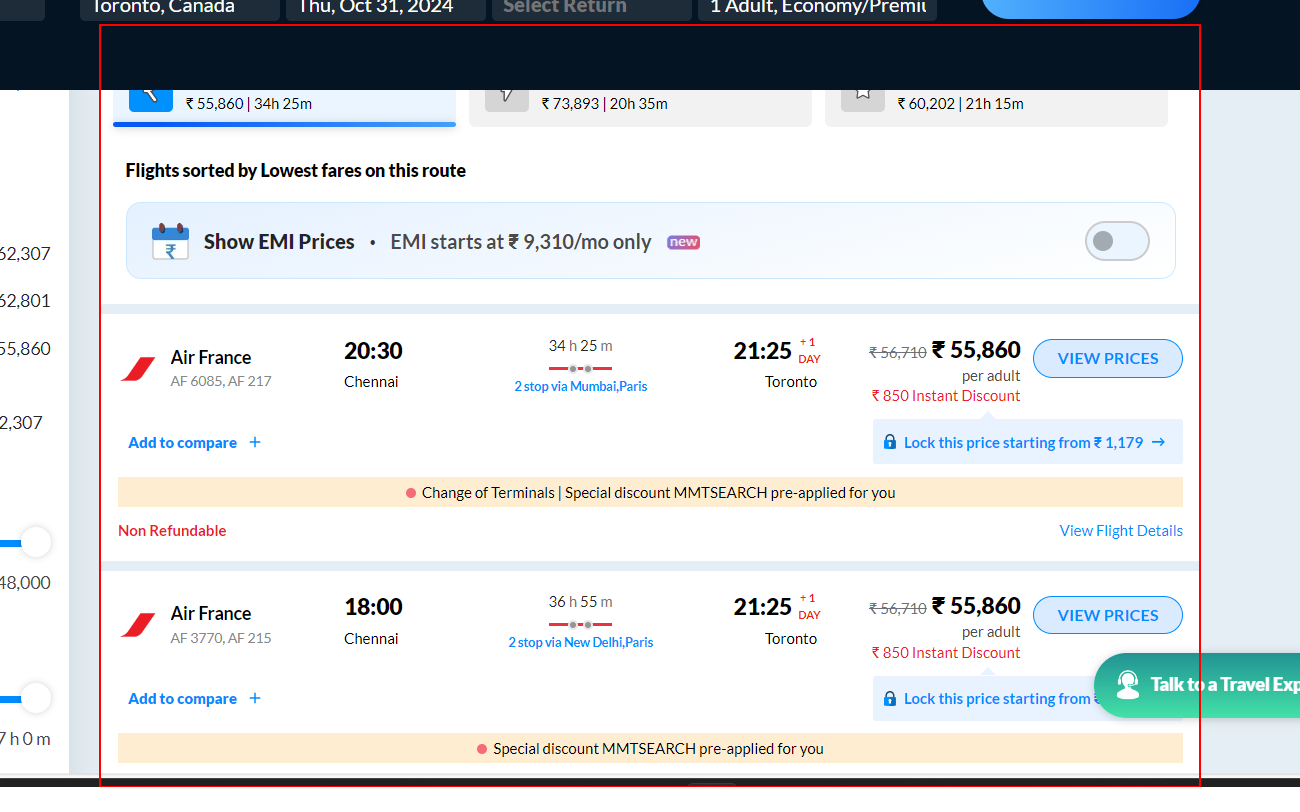 Toronto, Canada
Thu, Oct 31, 2024
Select Return
1 Adult, Economy/Premiu
₹ 55,860 | 34h 25m
₹ 73,893 | 20h 35m
₹ 60,202 | 21h 15m
Flights sorted by Lowest fares on this route
Show EMI Prices • EMI starts at ₹ 9,310/mo only new
62,307
62,801
55,860
2,307
48,000
7 h 0 m
Air France
AF 6085, AF 217
20:30
Chennai
34 h 25 m
2 stop via Mumbai,Paris
21:25 + 1 DAY
Toronto
₹ 56,710 ₹ 55,860
per adult
₹ 850 Instant Discount
VIEW PRICES
Add to compare +
Lock this price starting from ₹ 1,179 →
Change of Terminals | Special discount MMTSEARCH pre-applied for you
Non Refundable
View Flight Details
Air France
AF 3770, AF 215
18:00
Chennai
36 h 55 m
2 stop via New Delhi,Paris
21:25 + 1 DAY
Toronto
₹ 56,710 ₹ 55,860
per adult
₹ 850 Instant Discount
VIEW PRICES
Add to compare +
Lock this price starting from
Talk to a Travel Exp
Special discount MMTSEARCH pre-applied for you